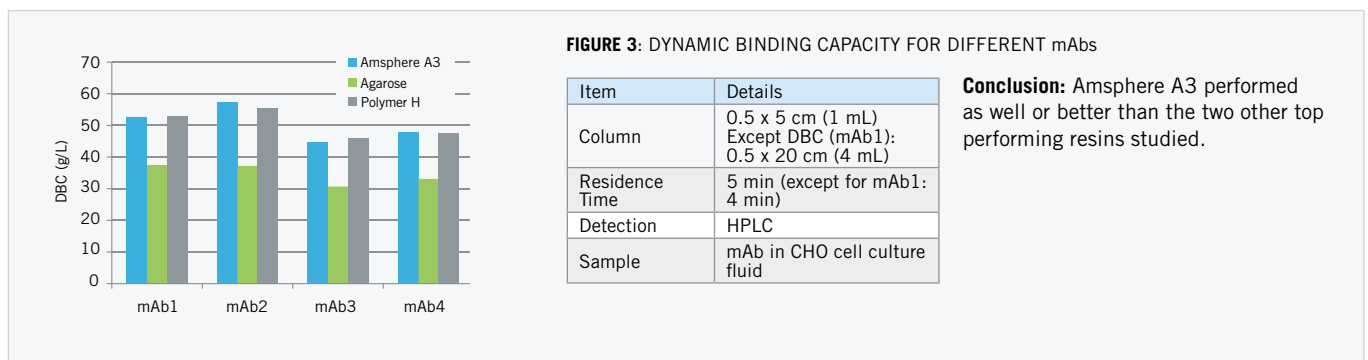 FIGURE 3: DYNAMIC BINDING CAPACITY FOR DIFFERENT mAbs
70
60
50
40
30
20
10
0
DBC (g/L)
Amsphere A3
Agarose
Polymer H
mAb1 mAb2 mAb3 mAb4
Item Details
Column 0.5 x 5 cm (1 mL)
Except DBC (mAb1):
0.5 x 20 cm (4 mL)
Residence
Time
5 min (except for mAb1:
4 min)
Detection HPLC
Sample mAb in CHO cell culture
fluid
Conclusion: Amsphere A3 performed
as well or better than the two other top
performing resins studied.